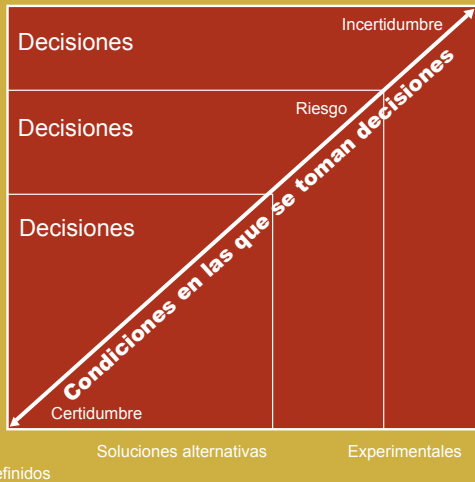 Incertidumbre
Decisiones
Riesgo
Decisiones
Decisiones
Condiciones en las que se toman decisiones
Certidumbre
Soluciones alternativas
Experimentales
efinidos